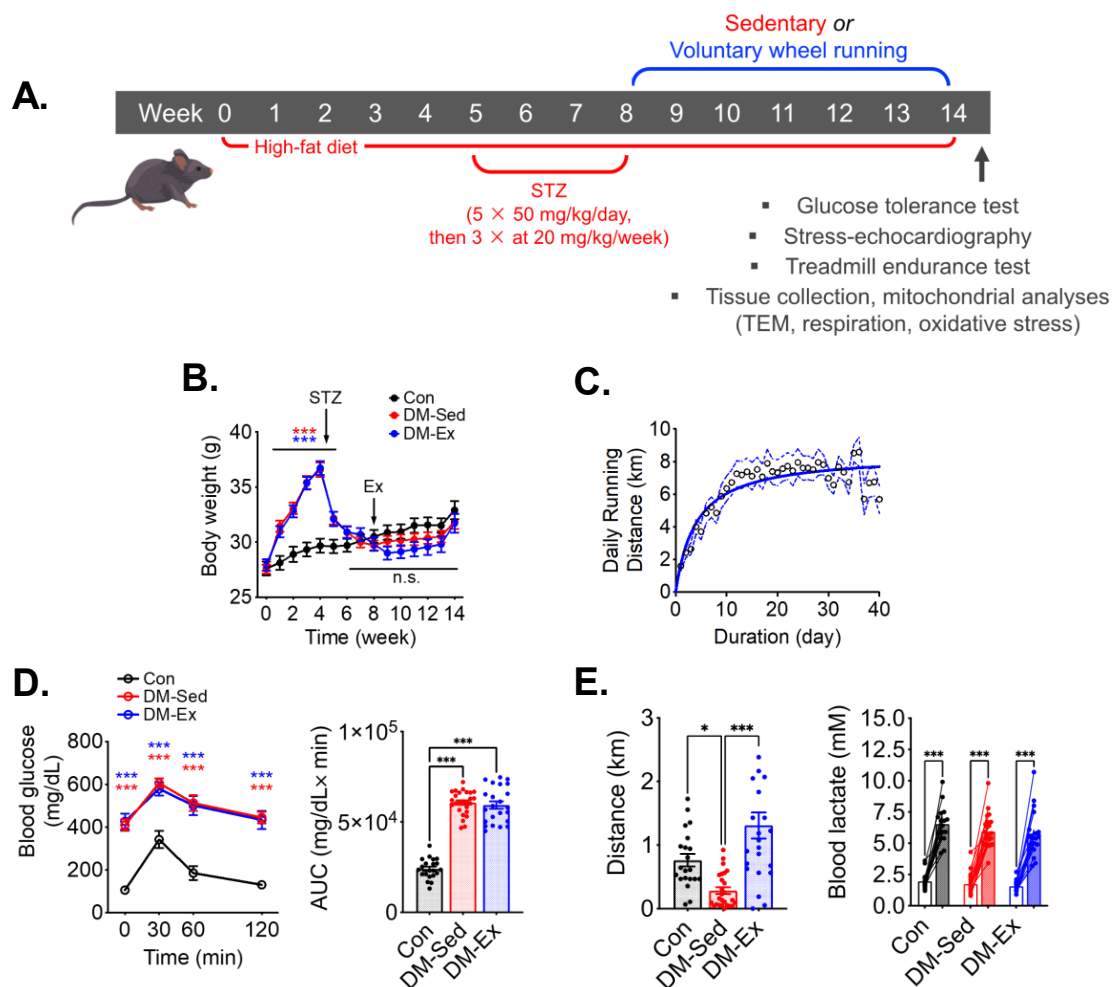 Sedentary or
Voluntary wheel running
A.
Week 0 1 2 3 4 5 6 7 8 9 10 11 12 13 14
High-fat diet
STZ
(5 × 50 mg/kg/day,
then 3 × at 20 mg/kg/week)
▪ Glucose tolerance test
▪ Stress-echocardiography
▪ Treadmill endurance test
▪ Tissue collection, mitochondrial analyses
(TEM, respiration, oxidative stress)
B.
STZ
Con
DM-Sed
DM-Ex
***
***
Ex
n.s.
Body weight (g)
40
35
30
25
0 2 4 6 8 10 12 14
Time (week)
C.
Daily Running
Distance (km)
10
8
6
4
2
0
0 10 20 30 40
Duration (day)
D.
Con
DM-Sed
DM-Ex
Blood glucose
(mg/dL)
800
600
400
200
0
*** *** *** ***
*** *** *** ***
0 30 60 120
Time (min)
AUC (mg/dL× min)
1×10⁵
5×10⁴
0
***
***
Con
DM-Sed
DM-Ex
E.
Distance (km)
3
2
1
0
* ***
Con
DM-Sed
DM-Ex
Blood lactate (mM)
15.0
12.5
10.0
7.5
5.0
2.5
0.0
*** *** ***
Con
DM-Sed
DM-Ex